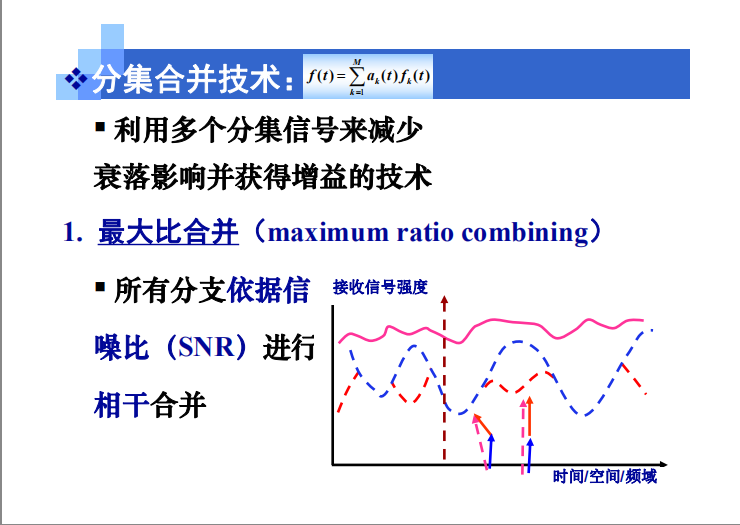 ❖分集合并技术：f(t)=∑_{k=1}^{M} a_k(t)f_k(t)
▪ 利用多个分集信号来减少
衰落影响并获得增益的技术
1. 最大比合并（maximum ratio combining）
▪ 所有分支依据信
噪比（SNR）进行
相干合并
接收信号强度
时间/空间/频域